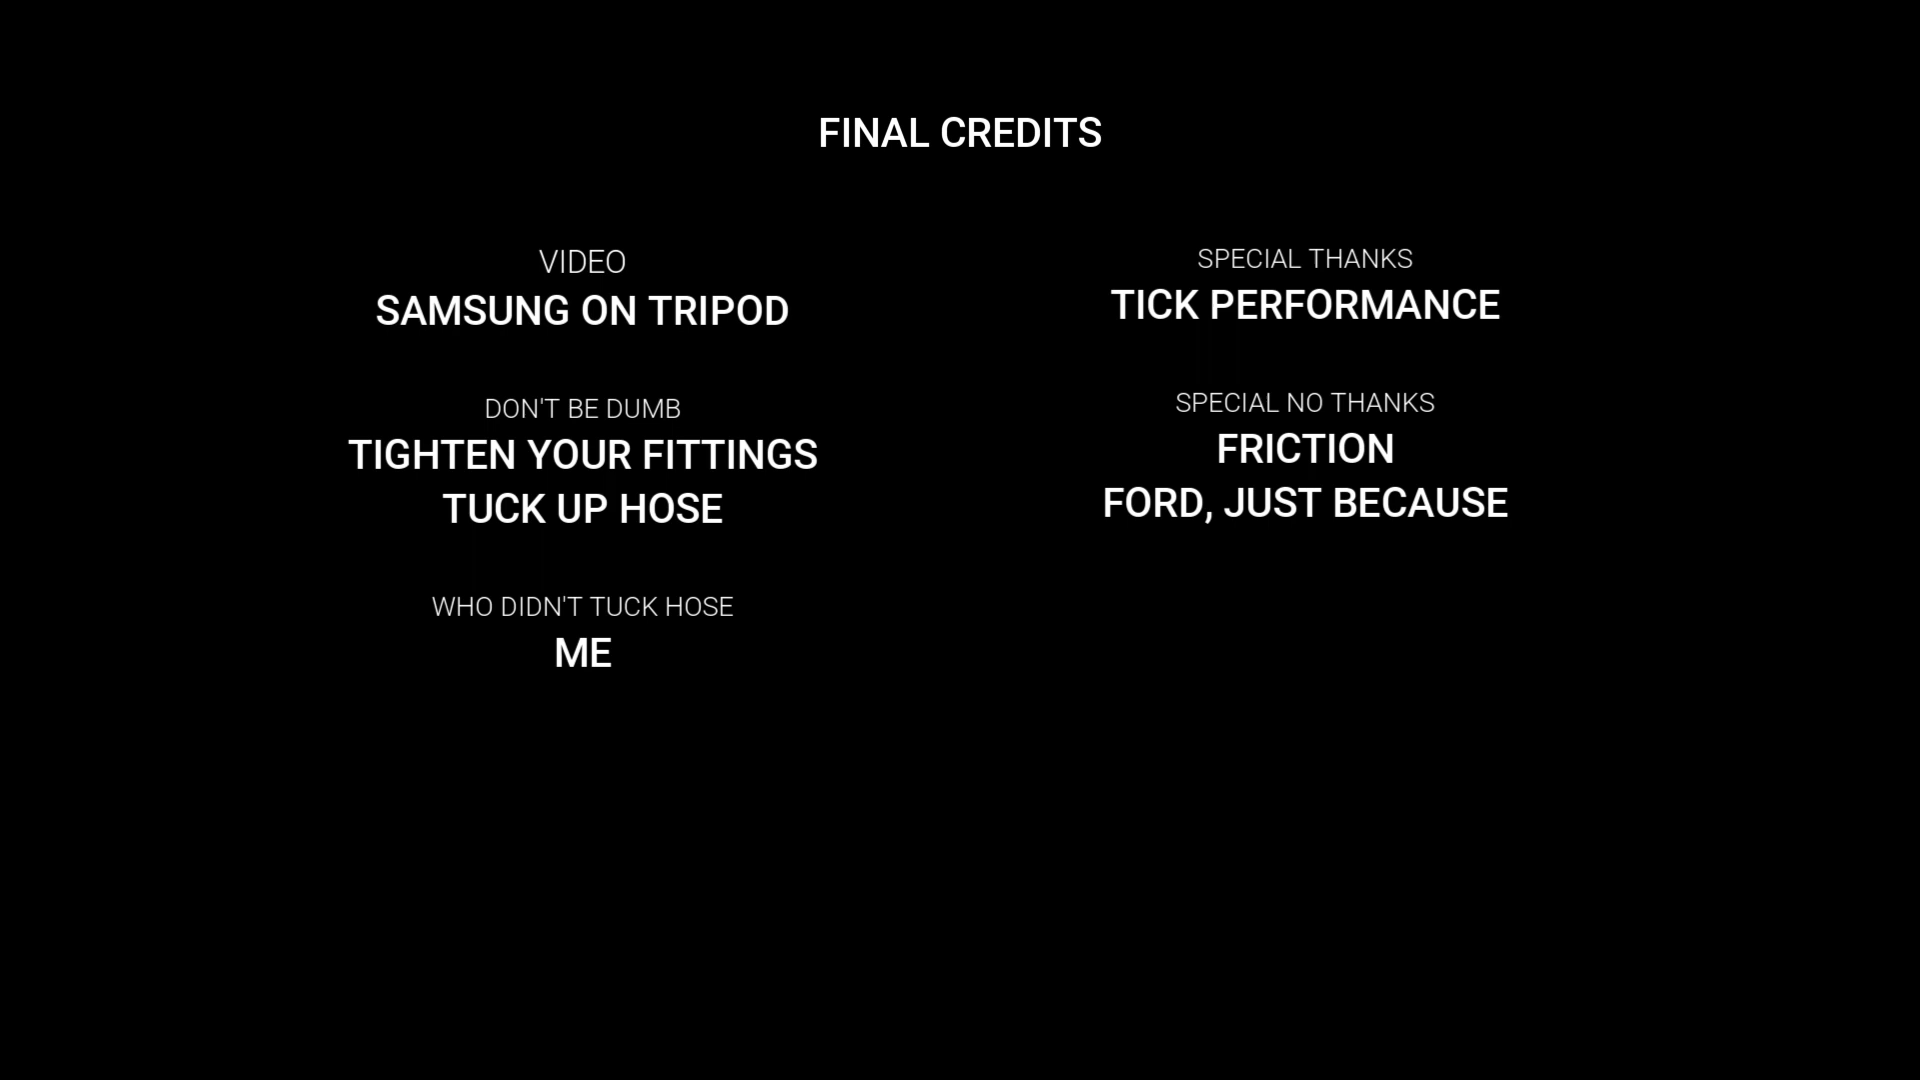 FINAL CREDITS
VIDEO
SAMSUNG ON TRIPOD
DON'T BE DUMB
TIGHTEN YOUR FITTINGS
TUCK UP HOSE
WHO DIDN'T TUCK HOSE
ME
SPECIAL THANKS
TICK PERFORMANCE
SPECIAL NO THANKS
FRICTION
FORD, JUST BECAUSE